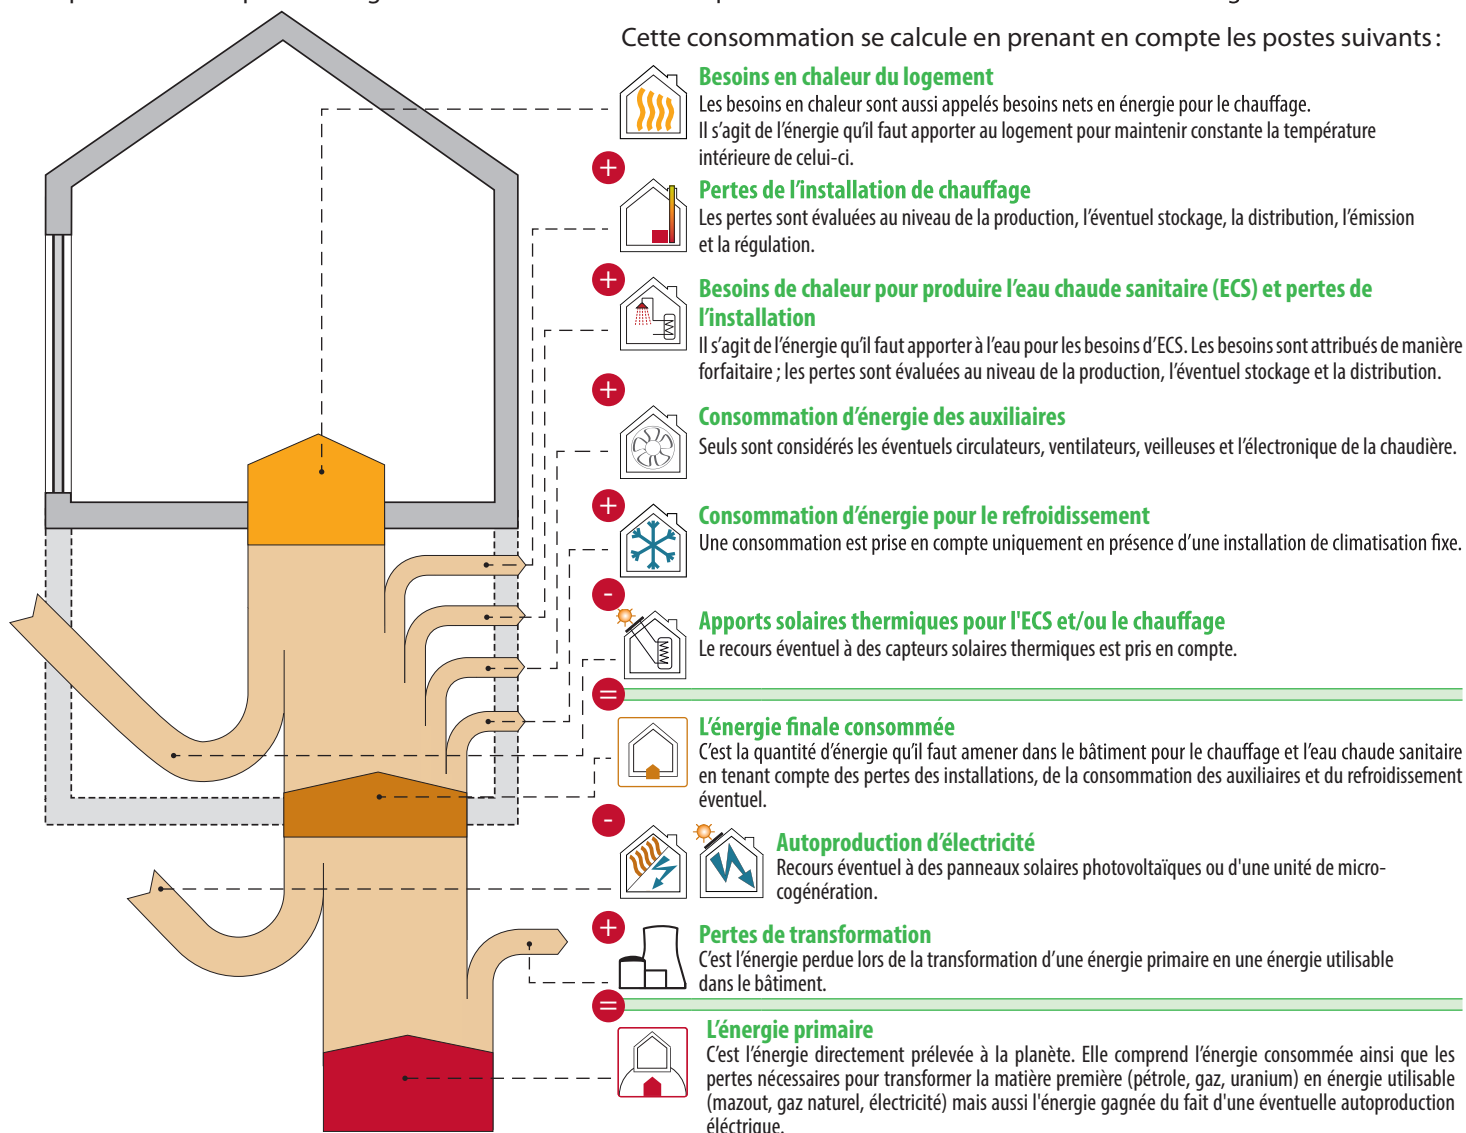 Cette consommation se calcule en prenant en compte les postes suivants :
Besoins en chaleur du logement
Les besoins en chaleur sont aussi appelés besoins nets en énergie pour le chauffage.
Il s'agit de l'énergie qu'il faut apporter au logement pour maintenir constante la température
intérieure de celui-ci.
+
Pertes de l'installation de chauffage
Les pertes sont évaluées au niveau de la production, l'éventuel stockage, la distribution, l'émission
et la régulation.
+
Besoins de chaleur pour produire l'eau chaude sanitaire (ECS) et pertes de
l'installation
Il s'agit de l'énergie qu'il faut apporter à l'eau pour les besoins d'ECS. Les besoins sont attribués de manière
forfaitaire ; les pertes sont évaluées au niveau de la production, l'éventuel stockage et la distribution.
+
Consommation d'énergie des auxiliaires
Seuls sont considérés les éventuels circulateurs, ventilateurs, veilleuses et l'électronique de la chaudière.
+
Consommation d'énergie pour le refroidissement
Une consommation est prise en compte uniquement en présence d'une installation de climatisation fixe.
-
Apports solaires thermiques pour l'ECS et/ou le chauffage
Le recours éventuel à des capteurs solaires thermiques est pris en compte.
=
L'énergie finale consommée
C'est la quantité d'énergie qu'il faut amener dans le bâtiment pour le chauffage et l'eau chaude sanitaire
en tenant compte des pertes des installations, de la consommation des auxiliaires et du refroidissement
éventuel.
-
Autoproduction d'électricité
Recours éventuel à des panneaux solaires photovoltaïques ou d'une unité de micro-
cogénération.
+
Pertes de transformation
C'est l'énergie perdue lors de la transformation d'une énergie primaire en une énergie utilisable
dans le bâtiment.
=
L'énergie primaire
C'est l'énergie directement prélevée à la planète. Elle comprend l'énergie consommée ainsi que les
pertes nécessaires pour transformer la matière première (pétrole, gaz, uranium) en énergie utilisable
(mazout, gaz naturel, électricité) mais aussi l'énergie gagnée du fait d'une éventuelle autoproduction
éléctrique.